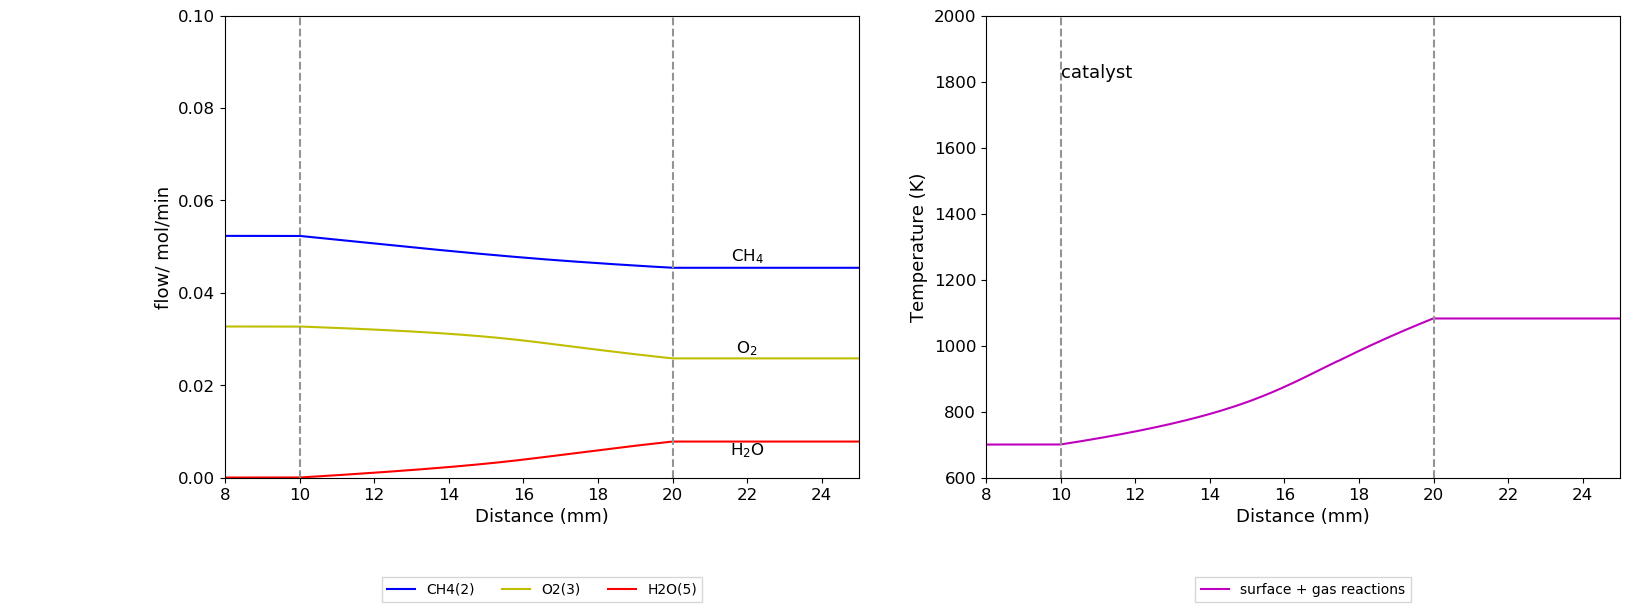 0.10
0.08
0.06
0.04
0.02
0.00
flow/ mol/min
CH₄
O₂
H₂O
8 10 12 14 16 18 20 22 24
Distance (mm)
CH4(2) O2(3) H2O(5)
2000
1800
1600
1400
1200
1000
800
600
Temperature (K)
catalyst
8 10 12 14 16 18 20 22 24
Distance (mm)
surface + gas reactions